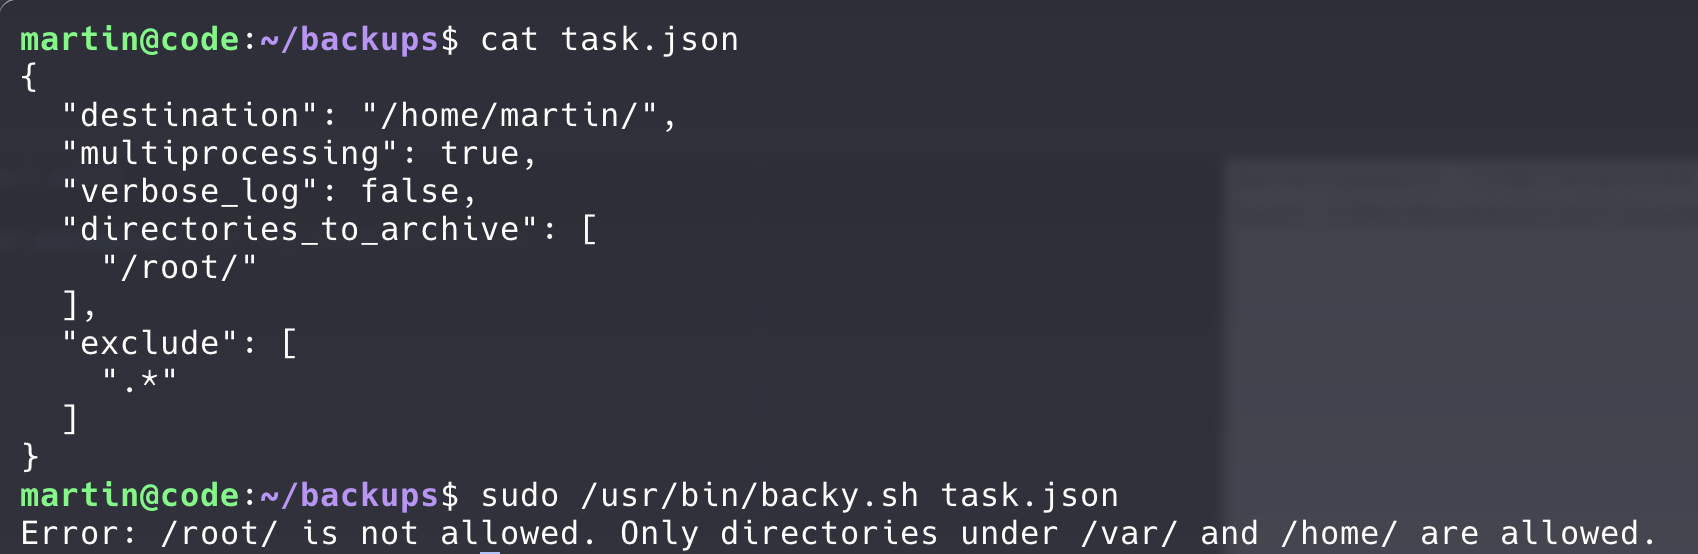 martin@code:~/backups$ cat task.json
{
  "destination": "/home/martin/",
  "multiprocessing": true,
  "verbose_log": false,
  "directories_to_archive": [
    "/root/"
  ],
  "exclude": [
    ".*"
  ]
}
martin@code:~/backups$ sudo /usr/bin/backy.sh task.json
Error: /root/ is not allowed. Only directories under /var/ and /home/ are allowed.